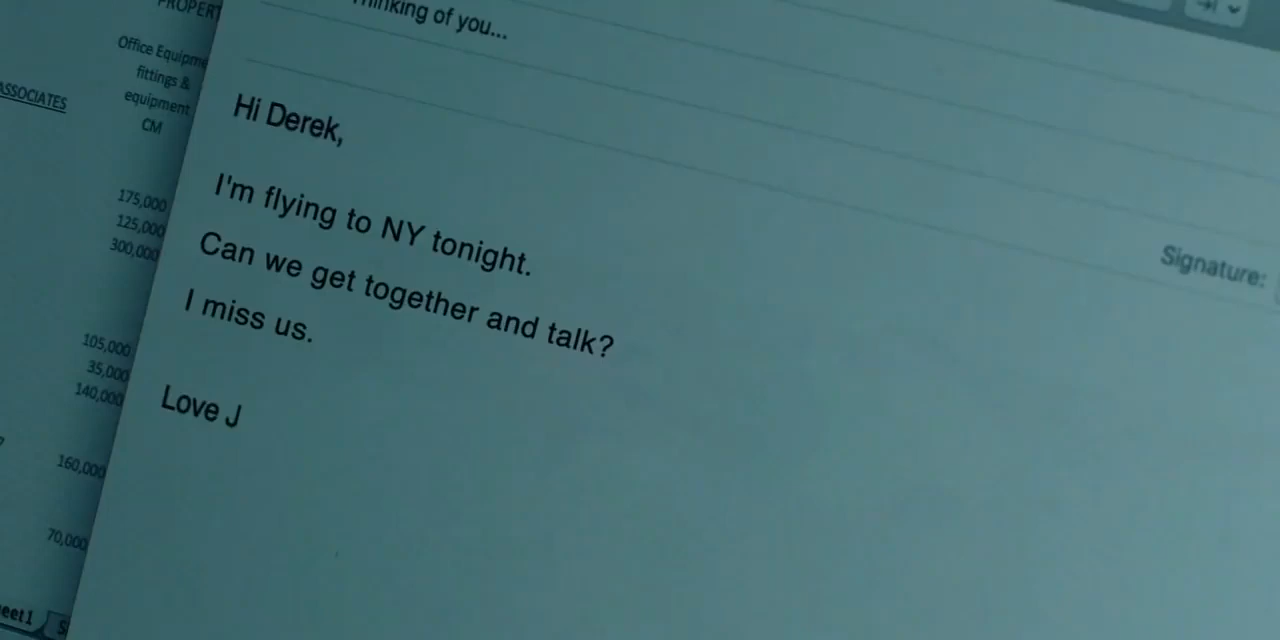 PROPERT
Office Equipme
fittings &
equipment
CM
ASSOCIATES
175,000
125,000
300,000
105,000
35,000
140,000
160,000
70,000
eet1
S
Thinking of you...
Signature:
Hi Derek,
I'm flying to NY tonight.
Can we get together and talk?
I miss us.
Love J